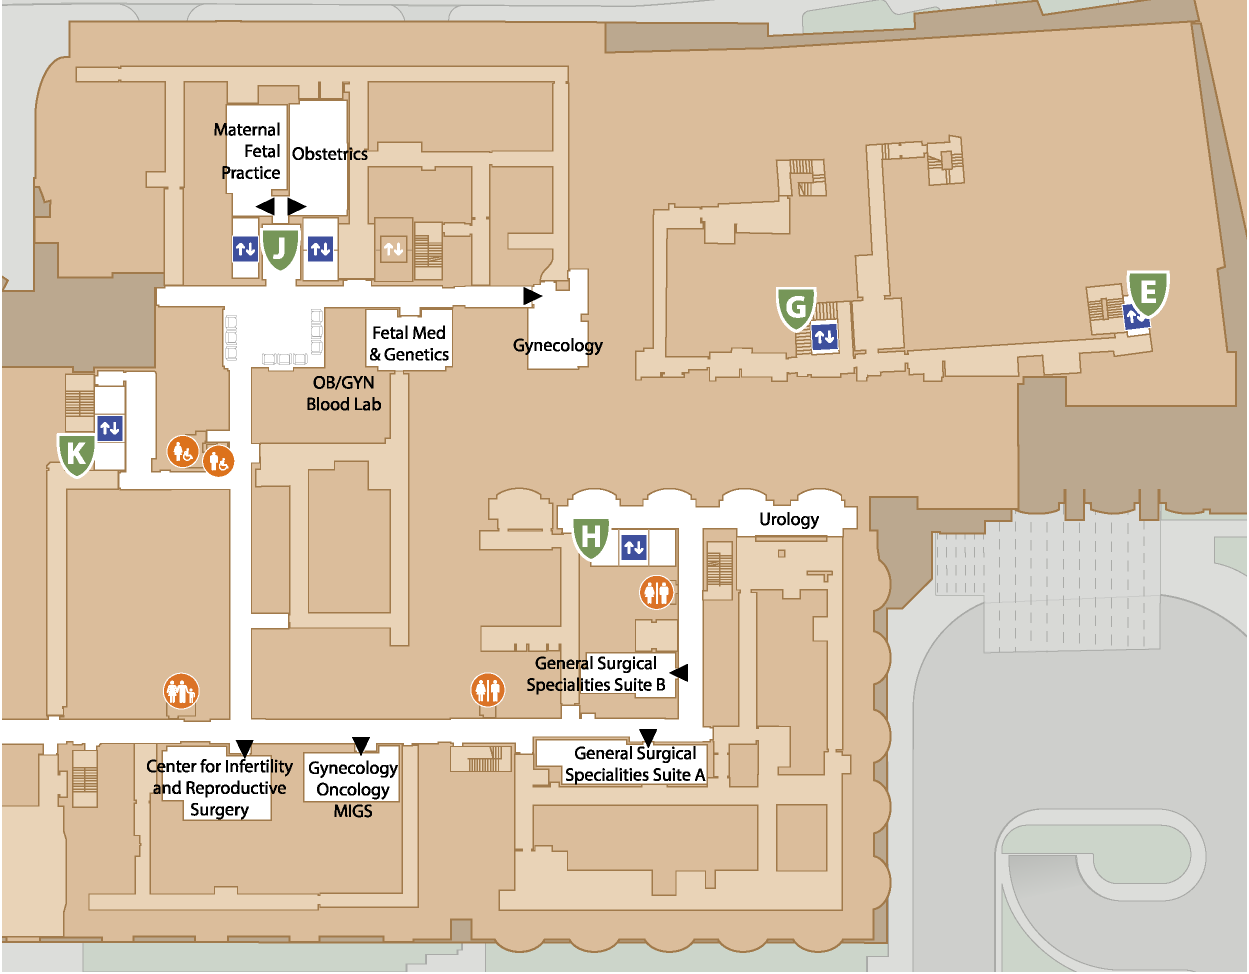 Maternal
Fetal
Practice
Obstetrics
J
G
E
Fetal Med
& Genetics
Gynecology
OB/GYN
Blood Lab
K
H
Urology
General Surgical
Specialities Suite B
General Surgical
Specialities Suite A
Center for Infertility
and Reproductive
Surgery
Gynecology
Oncology
MIGS